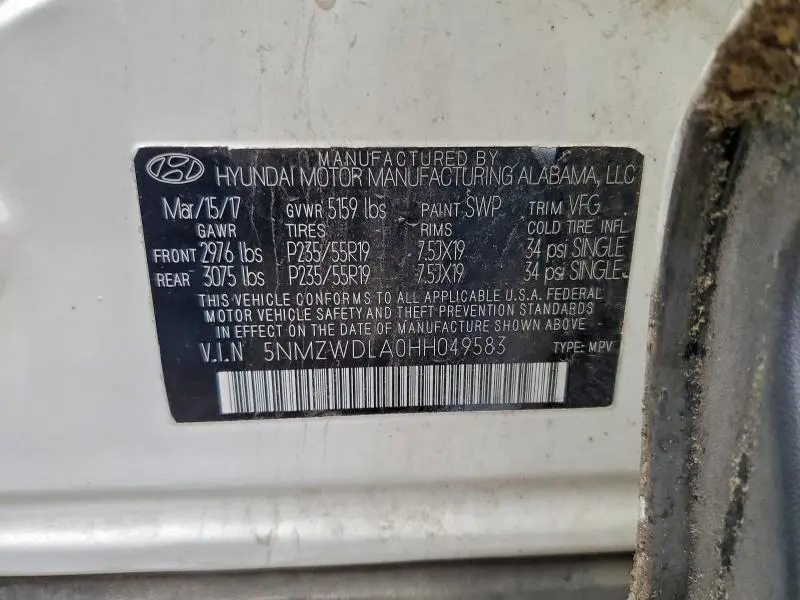 MANUFACTURED BY
HYUNDAI MOTOR MANUFACTURING ALABAMA, LLC
Mar/15/17 GVWR 5159 lbs PAINT SWP TRIM VFG
GAWR TIRES RIMS COLD TIRE INFL.
FRONT 2976 lbs P235/55R19 7.5JX19 34 psi SINGLE
REAR 3075 lbs P235/55R19 7.5JX19 34 psi SINGLE
THIS VEHICLE CONFORMS TO ALL APPLICABLE U.S.A. FEDERAL
MOTOR VEHICLE SAFETY AND THEFT PREVENTION STANDARDS
IN EFFECT ON THE DATE OF MANUFACTURE SHOWN ABOVE
V.I.N 5NMZWDLA0HH049583 TYPE: MPV